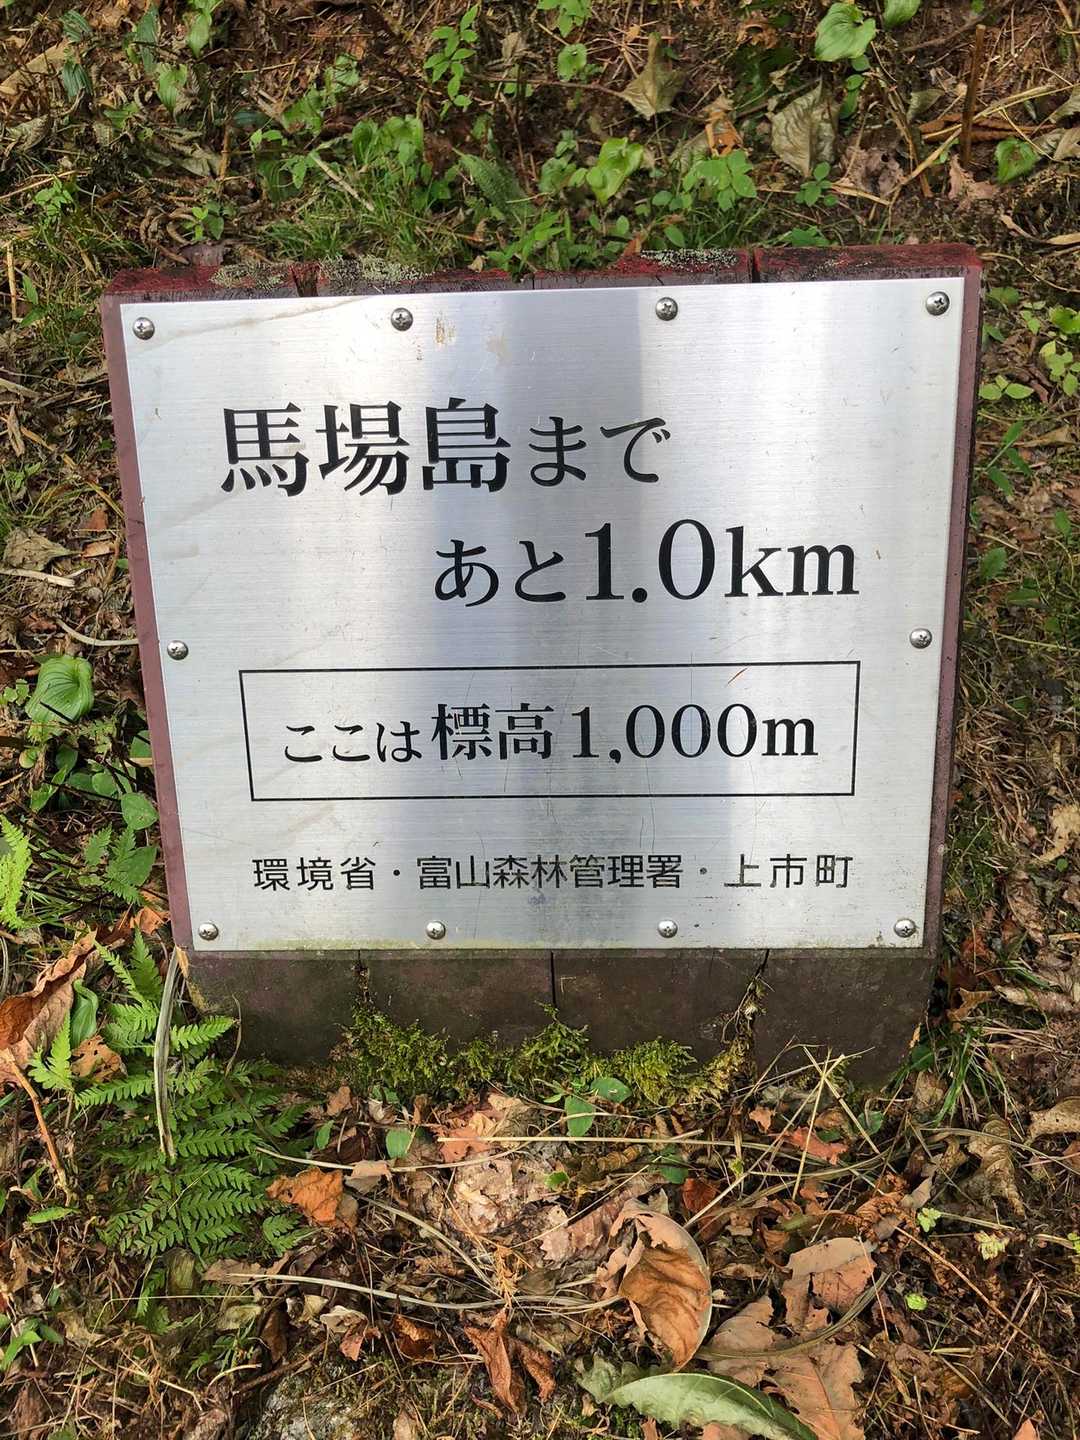 馬場島まで
あと1.0km
ここは標高1,000m
環境省・富山森林管理署・上市町